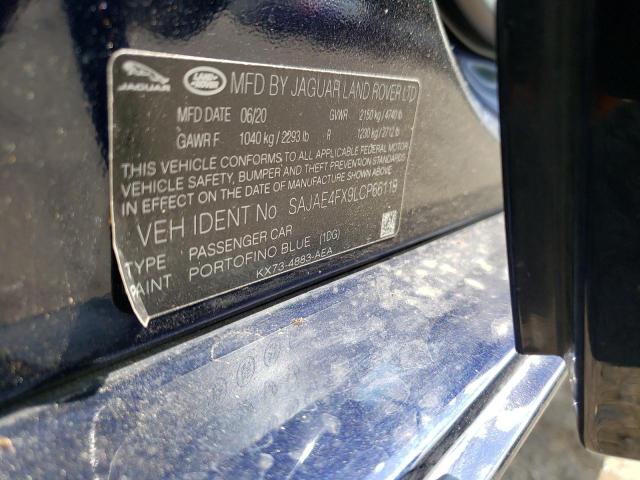 JAGUAR LAND ROVER MFD BY JAGUAR LAND ROVER LTD
MFD DATE 06/20 GVWR 2150 kg / 4740 lb
GAWR F 1040 kg / 2293 lb R 1230 kg / 2712 lb
THIS VEHICLE CONFORMS TO ALL APPLICABLE FEDERAL MOTOR
VEHICLE SAFETY, BUMPER AND THEFT PREVENTION STANDARDS
IN EFFECT ON THE DATE OF MANUFACTURE SHOWN ABOVE
VEH IDENT No SAJAE4FX9LCP66119
TYPE PASSENGER CAR
PAINT PORTOFINO BLUE (1DG)
KX73-4883-AEA